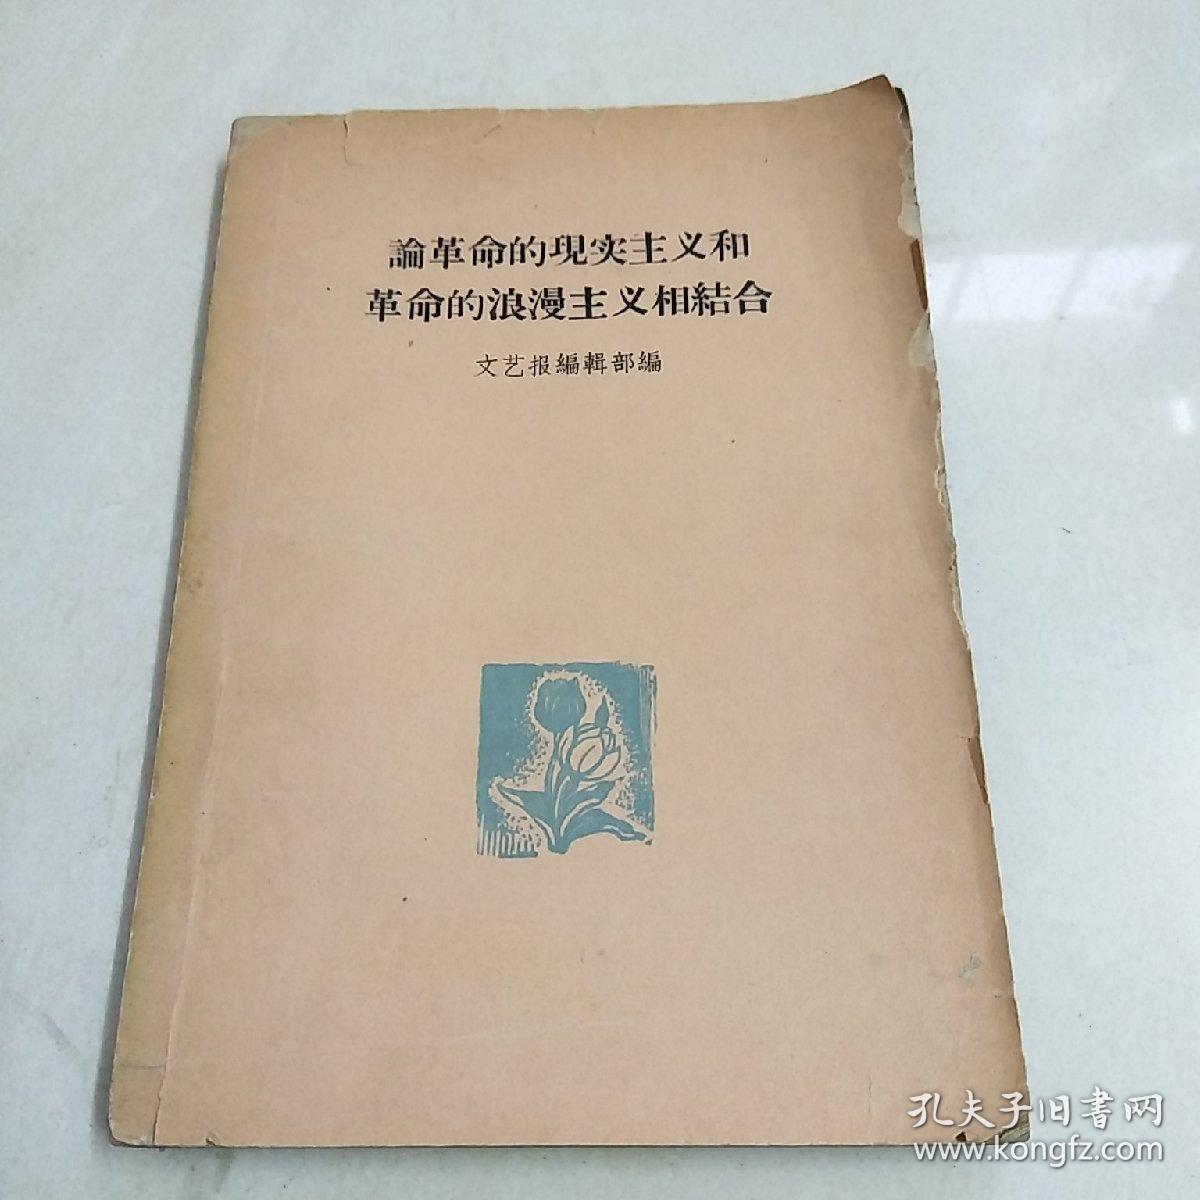 論革命的現实主义和
革命的浪漫主义相結合
文艺报編輯部編
孔夫子旧書网
www.kongfz.com